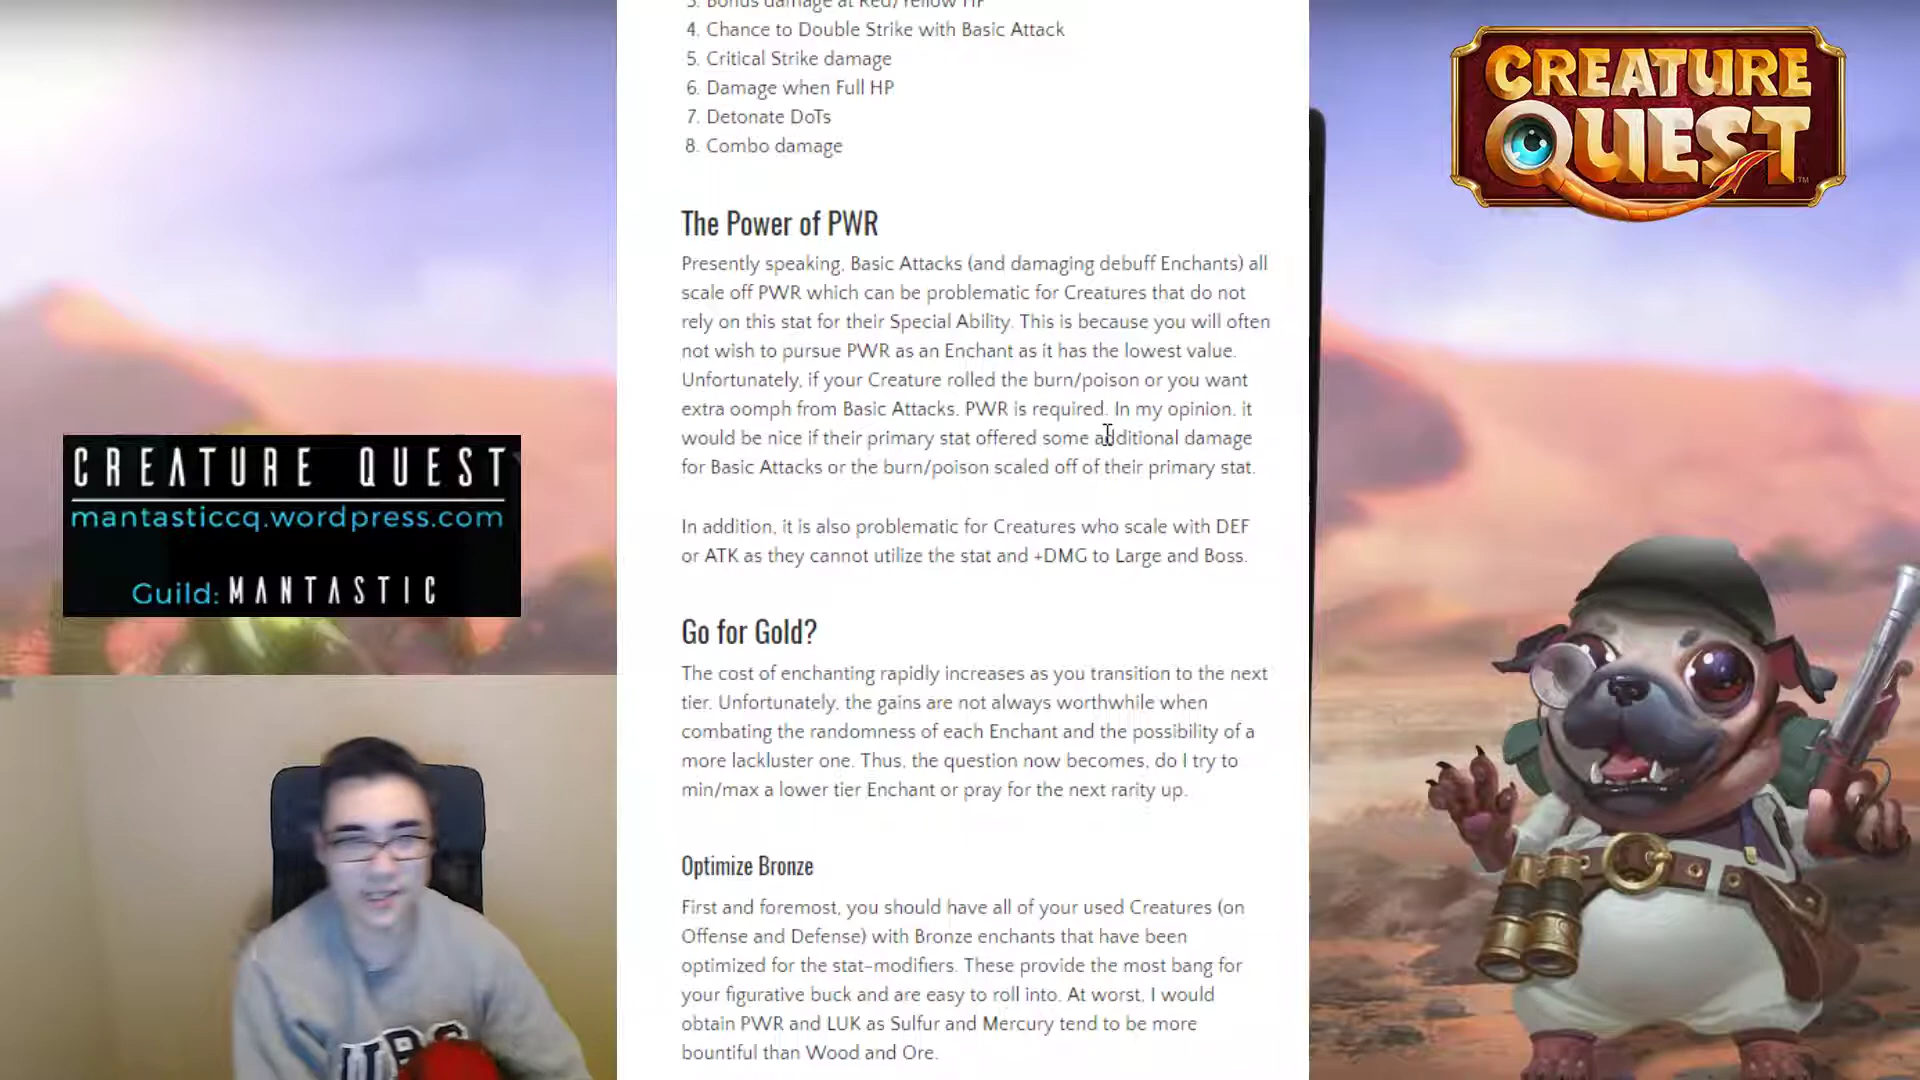 3. Bonus damage at Red/Yellow HP
4. Chance to Double Strike with Basic Attack
5. Critical Strike damage
6. Damage when Full HP
7. Detonate DoTs
8. Combo damage
The Power of PWR
Presently speaking, Basic Attacks (and damaging debuff Enchants) all
scale off PWR which can be problematic for Creatures that do not
rely on this stat for their Special Ability. This is because you will often
not wish to pursue PWR as an Enchant as it has the lowest value.
Unfortunately, if your Creature rolled the burn/poison or you want
extra oomph from Basic Attacks, PWR is required. In my opinion, it
would be nice if their primary stat offered some additional damage
for Basic Attacks or the burn/poison scaled off of their primary stat.
In addition, it is also problematic for Creatures who scale with DEF
or ATK as they cannot utilize the stat and +DMG to Large and Boss.
Go for Gold?
The cost of enchanting rapidly increases as you transition to the next
tier. Unfortunately, the gains are not always worthwhile when
combating the randomness of each Enchant and the possibility of a
more lackluster one. Thus, the question now becomes, do I try to
min/max a lower tier Enchant or pray for the next rarity up.
Optimize Bronze
First and foremost, you should have all of your used Creatures (on
Offense and Defense) with Bronze enchants that have been
optimized for the stat-modifiers. These provide the most bang for
your figurative buck and are easy to roll into. At worst, I would
obtain PWR and LUK as Sulfur and Mercury tend to be more
bountiful than Wood and Ore.
CREATURE QUEST
mantasticcq.wordpress.com
Guild: MANTASTIC
CREATURE
QUEST
TM